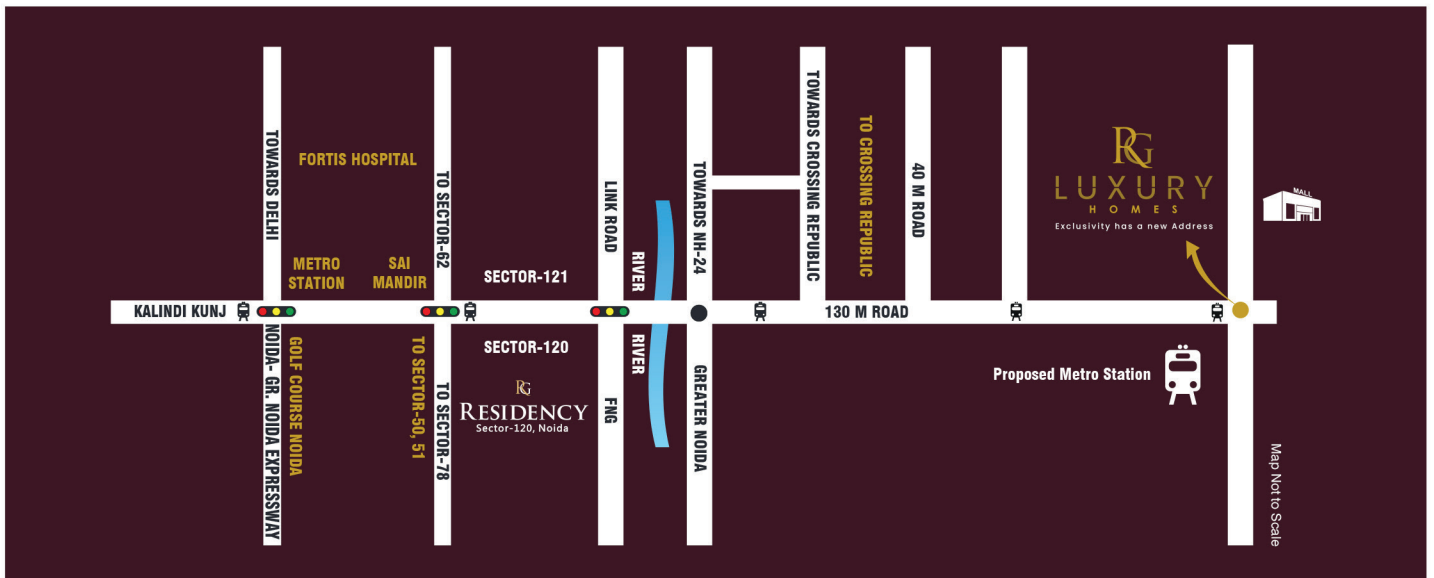 TOWARDS DELHI
FORTIS HOSPITAL
METRO
STATION
SAI
MANDIR
TO SECTOR-62
SECTOR-121
LINK ROAD
RIVER
TOWARDS NH-24
TOWARDS CROSSING REPUBLIC
TO CROSSING REPUBLIC
40 M ROAD
RG
LUXURY
HOMES
Exclusivity has a new Address
MALL
KALINDI KUNJ
130 M ROAD
NOIDA- GR. NOIDA EXPRESSWAY
GOLF COURSE NOIDA
TO SECTOR-50, 51
TO SECTOR-78
SECTOR-120
RG
RESIDENCY
Sector-120, Noida
FNG
RIVER
GREATER NOIDA
Proposed Metro Station
Map Not to Scale